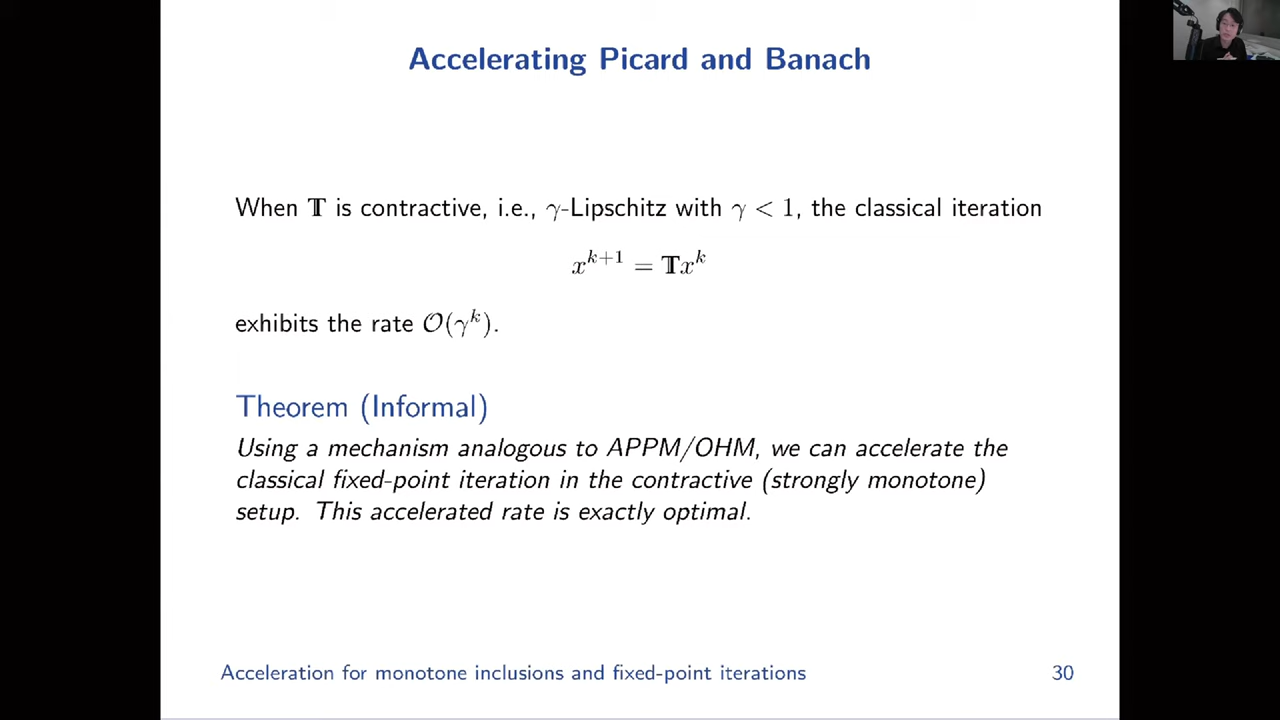 Accelerating Picard and Banach
When 𝕋 is contractive, i.e., γ-Lipschitz with γ < 1, the classical iteration
x^{k+1} = 𝕋x^k
exhibits the rate 𝒪(γ^k).
Theorem (Informal)
Using a mechanism analogous to APPM/OHM, we can accelerate the
classical fixed-point iteration in the contractive (strongly monotone)
setup. This accelerated rate is exactly optimal.
Acceleration for monotone inclusions and fixed-point iterations 30